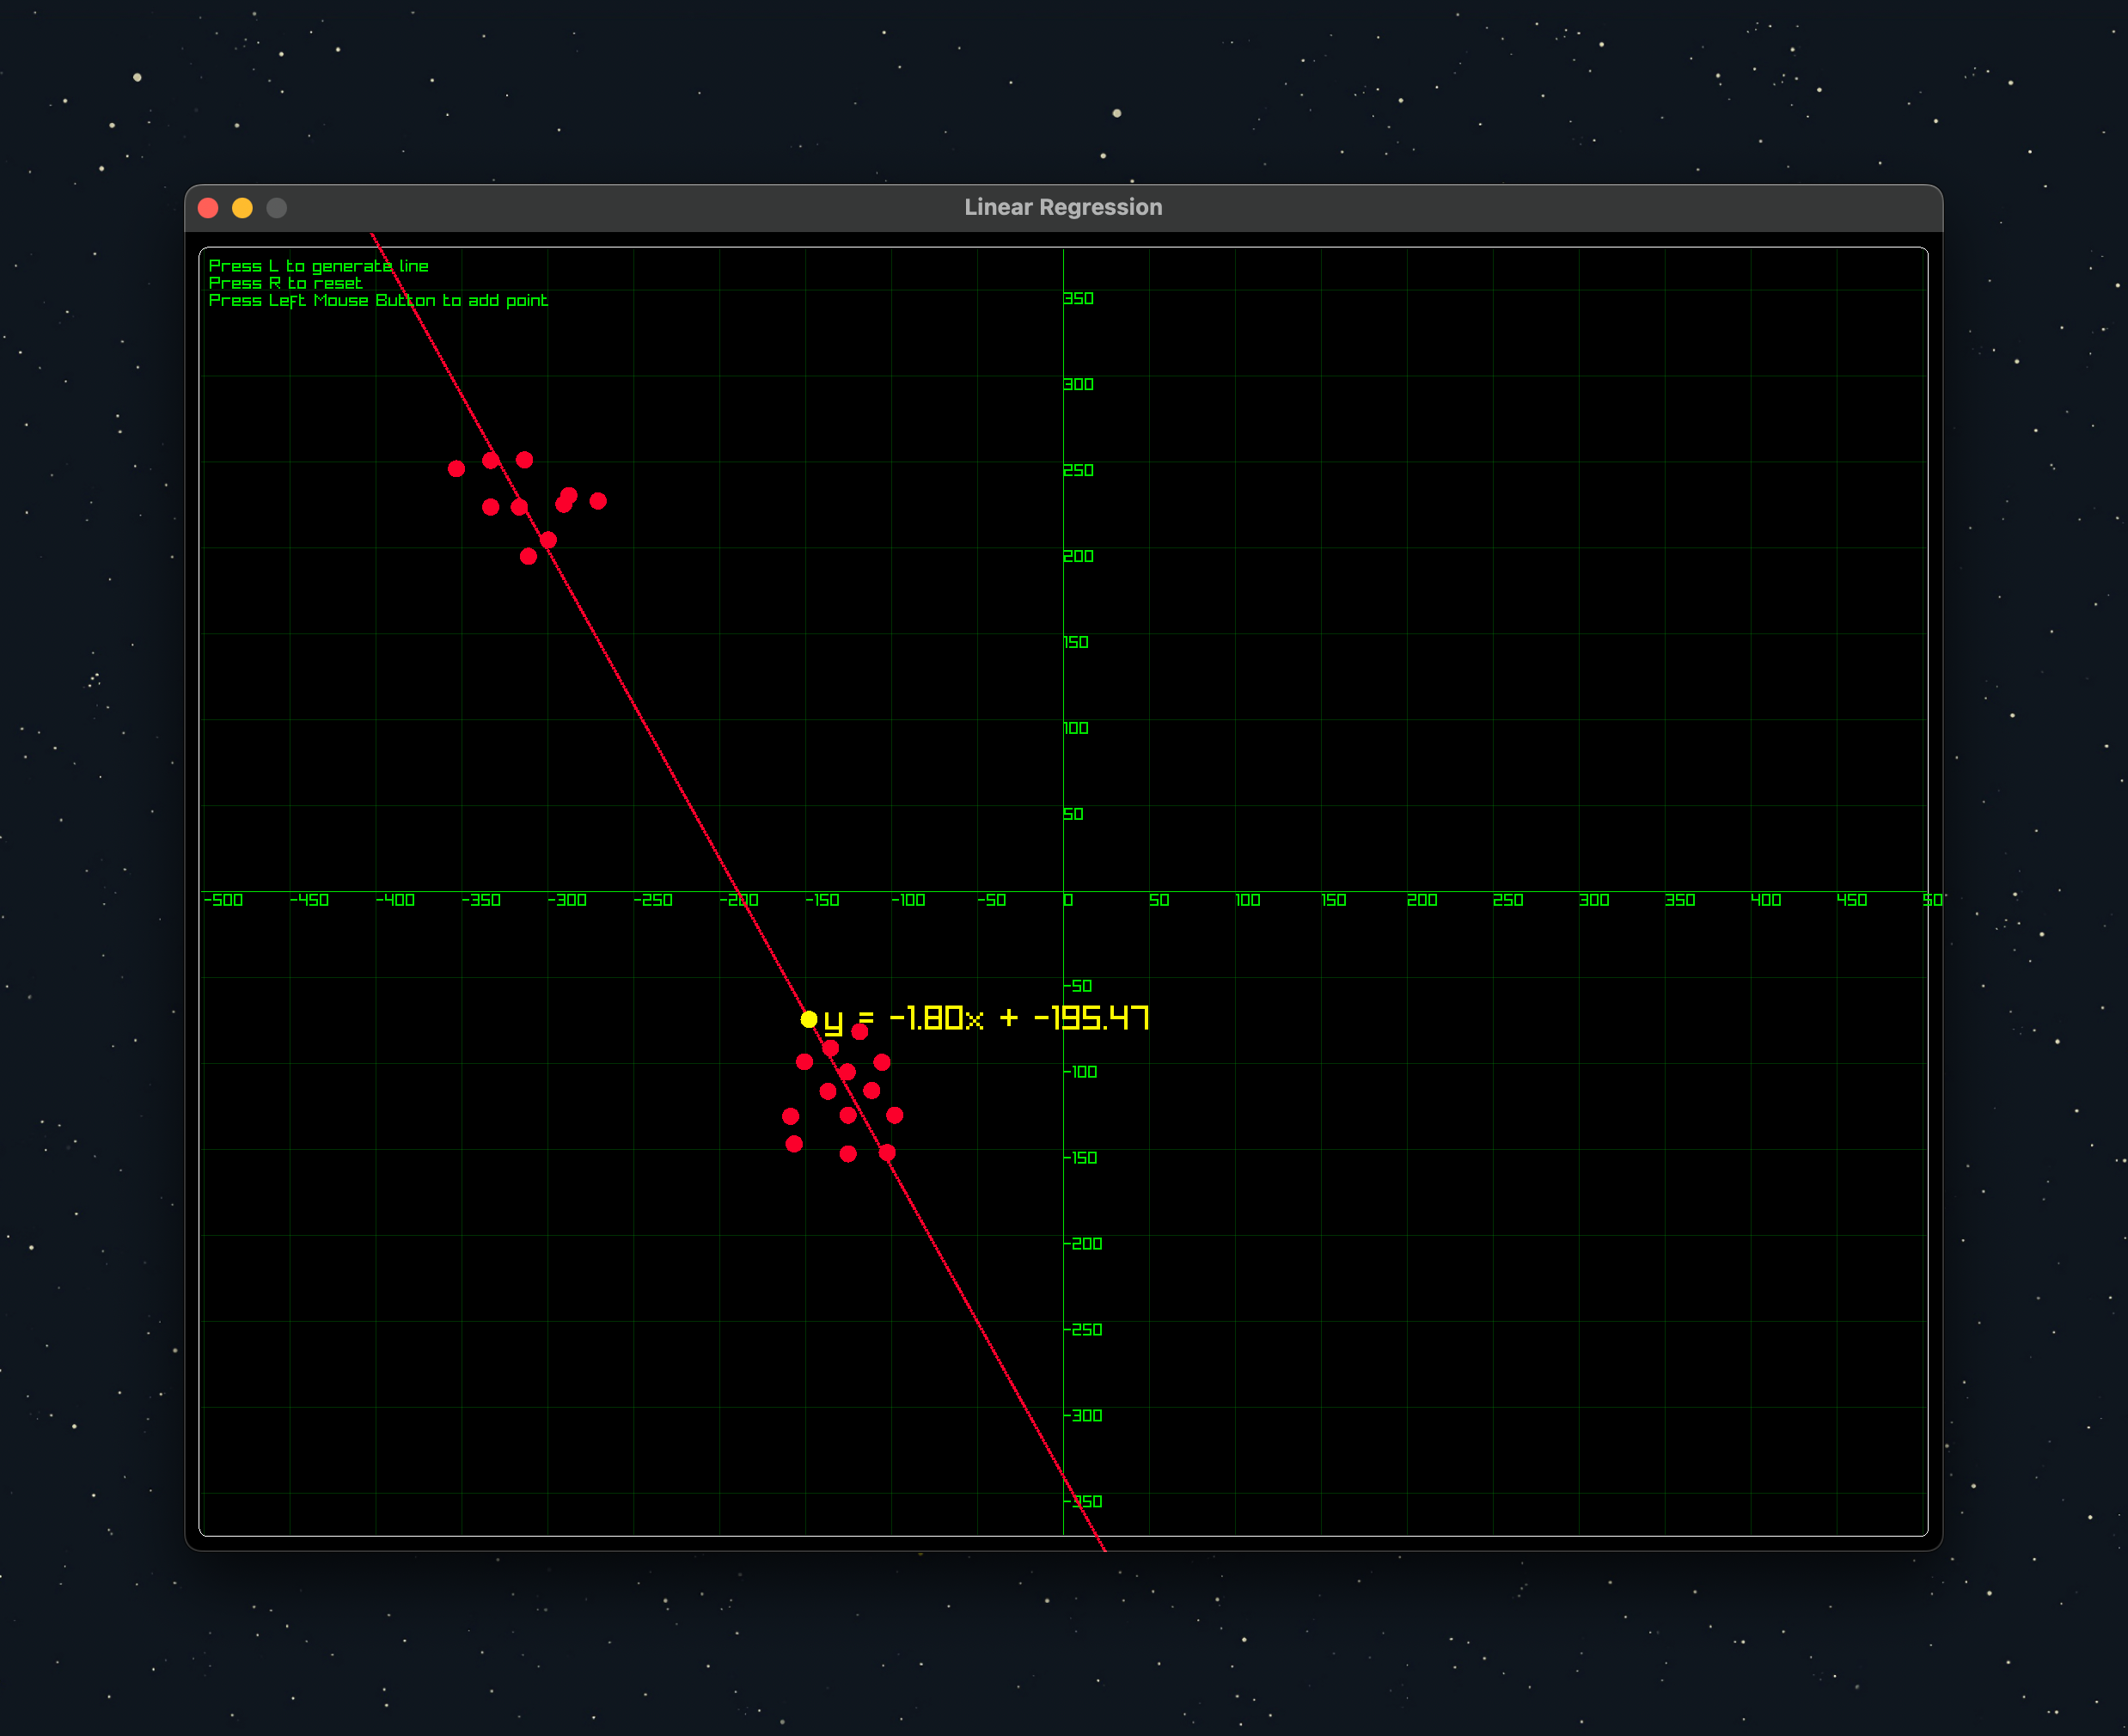 Linear Regression
Press L to generate line
Press R to reset
Press Left Mouse Button to add point
350
300
250
200
150
100
50
-500 -450 -400 -350 -300 -250 -200 -150 -100 -50 0 50 100 150 200 250 300 350 400 450 50
-50
y = -1.80x + -195.47
-100
-150
-200
-250
-300
-350